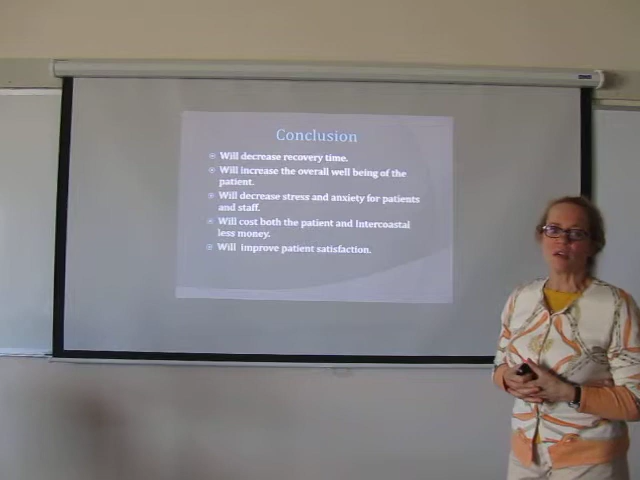 Conclusion
Will decrease recovery time.
Will increase the overall well being of the
patient.
Will decrease stress and anxiety for patients
and staff.
Will cost both the patient and Intercoastal
less money.
Will improve patient satisfaction.